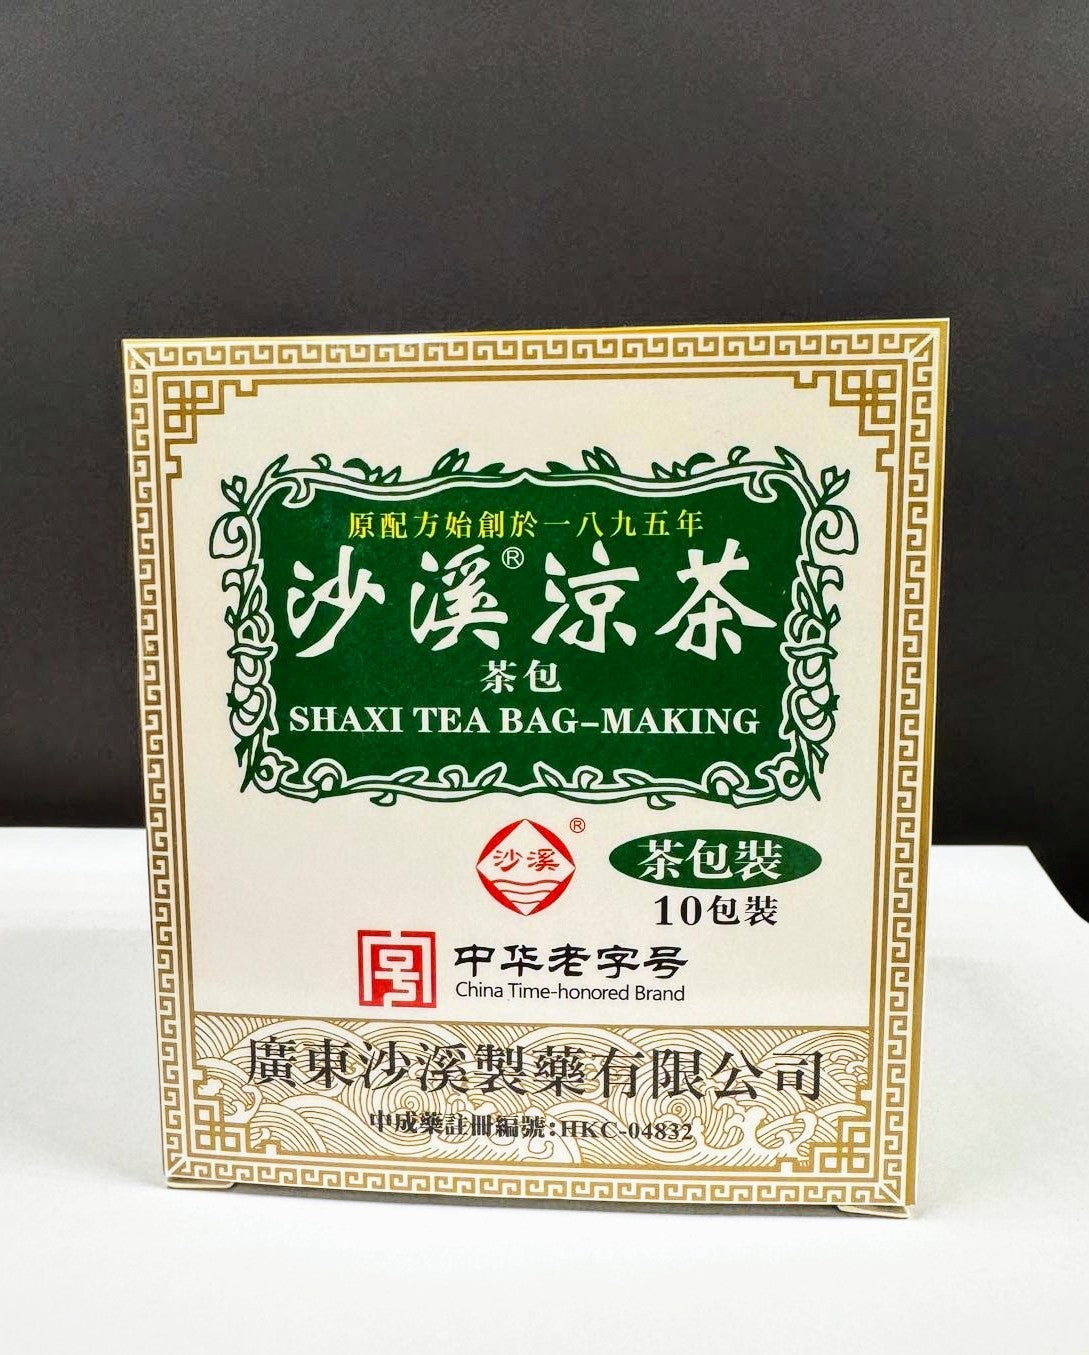 原配方始創於一八九五年
沙溪®涼茶
茶包
SHAXI TEA BAG-MAKING
沙溪®
茶包裝
10包裝
号
中华老字号
China Time-honored Brand
廣東沙溪製藥有限公司
中成藥註冊編號:HKC-04832